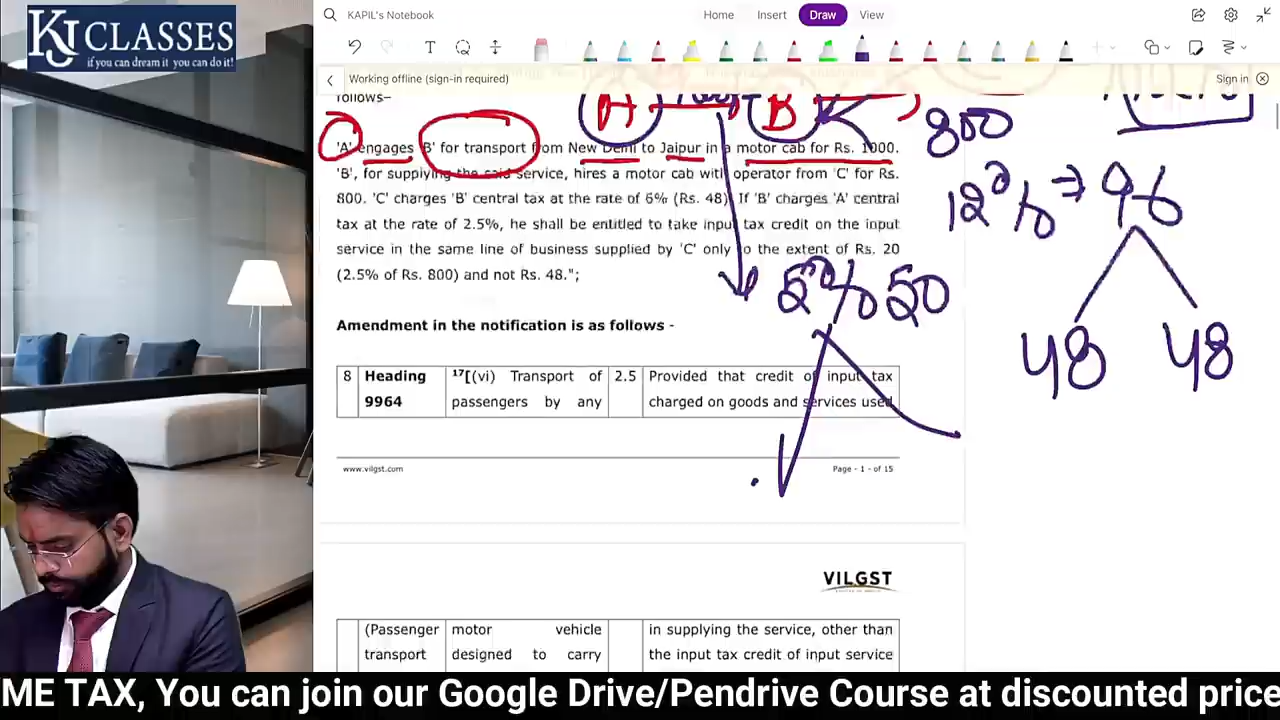 KJ CLASSES
if you can dream it you can do it!
KAPIL's Notebook
Home Insert Draw View
Working offline (sign-in required)
Sign in
follows–
A B
800
'A' engages 'B' for transport from New Delhi to Jaipur in a motor cab for Rs. 1000.
'B', for supplying the said service, hires a motor cab with operator from 'C' for Rs.
800. 'C' charges 'B' central tax at the rate of 6% (Rs. 48). If 'B' charges 'A' central
tax at the rate of 2.5%, he shall be entitled to take input tax credit on the input
service in the same line of business supplied by 'C' only to the extent of Rs. 20
(2.5% of Rs. 800) and not Rs. 48.";
12% ⇒ 96
48 48
5% 50
Amendment in the notification is as follows -
8 Heading 17[(vi) Transport of 2.5 Provided that credit of input tax
9964 passengers by any charged on goods and services used
www.vilgst.com Page - 1 - of 15
VILGST
(Passenger motor vehicle in supplying the service, other than
transport designed to carry the input tax credit of input service
ME TAX, You can join our Google Drive/Pendrive Course at discounted price